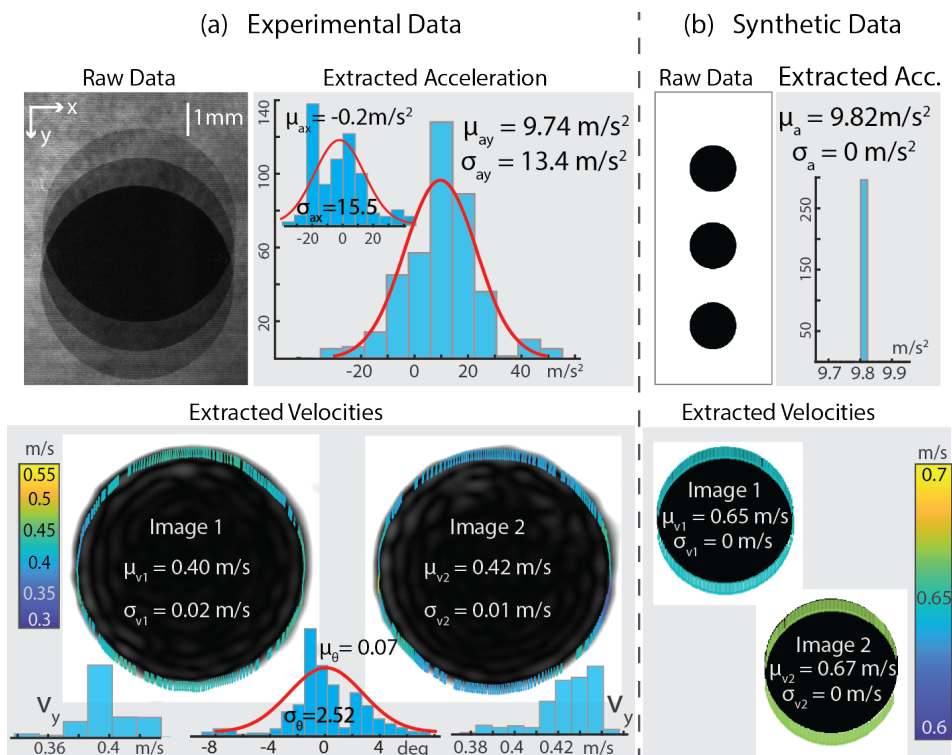 (a) Experimental Data
Raw Data
x
y
1mm
Extracted Acceleration
140
100
60
20
μax = -0.2m/s²
σax=15.5
-20 0 20
μay = 9.74 m/s²
σay = 13.4 m/s²
-20 0 20 40 m/s²
Extracted Velocities
m/s
0.55
0.5
0.45
0.4
0.35
0.3
Image 1
μv1 = 0.40 m/s
σv1 = 0.02 m/s
Image 2
μv2 = 0.42 m/s
σv2 = 0.01 m/s
Vy
0.36 0.4 m/s
μθ = 0.07
σθ=2.52
-8 -4 0 4 deg
Vy
0.38 0.4 0.42 m/s
(b) Synthetic Data
Raw Data
Extracted Acc.
μa = 9.82m/s²
σa = 0 m/s²
250
150
50
m/s²
9.7 9.8 9.9
Extracted Velocities
Image 1
μv1 = 0.65 m/s
σv1 = 0 m/s
Image 2
μv2 = 0.67 m/s
σv2 = 0 m/s
m/s
0.7
0.65
0.6